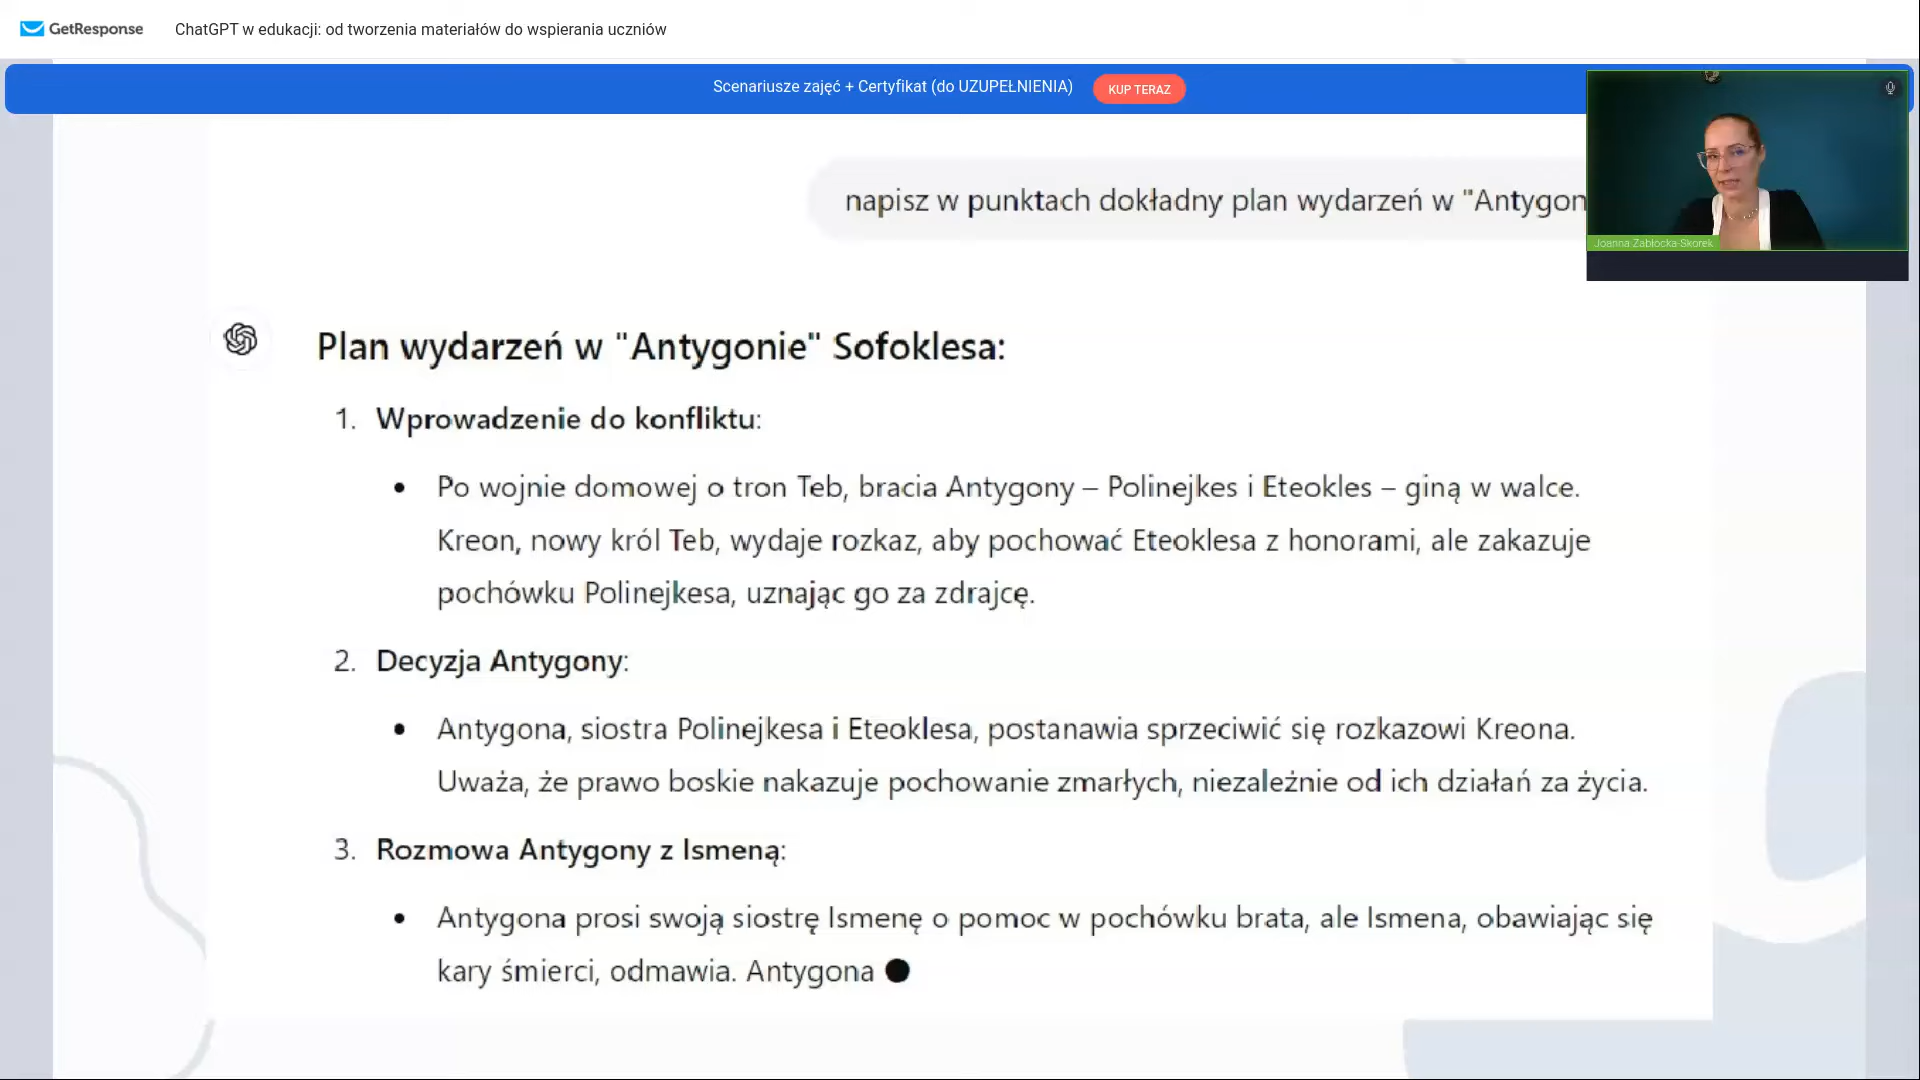 GetResponse
ChatGPT w edukacji: od tworzenia materiałów do wspierania uczniów
Scenariusze zajęć + Certyfikat (do UZUPEŁNIENIA)
KUP TERAZ
Joanna Zabłocka-Skorek
napisz w punktach dokładny plan wydarzeń w "Antygon
Plan wydarzeń w "Antygonie" Sofoklesa:
1. Wprowadzenie do konfliktu:
• Po wojnie domowej o tron Teb, bracia Antygony – Polinejkes i Eteokles – giną w walce.
Kreon, nowy król Teb, wydaje rozkaz, aby pochować Eteoklesa z honorami, ale zakazuje
pochówku Polinejkesa, uznając go za zdrajcę.
2. Decyzja Antygony:
• Antygona, siostra Polinejkesa i Eteoklesa, postanawia sprzeciwić się rozkazowi Kreona.
Uważa, że prawo boskie nakazuje pochowanie zmarłych, niezależnie od ich działań za życia.
3. Rozmowa Antygony z Ismeną:
• Antygona prosi swoją siostrę Ismenę o pomoc w pochówku brata, ale Ismena, obawiając się
kary śmierci, odmawia. Antygona